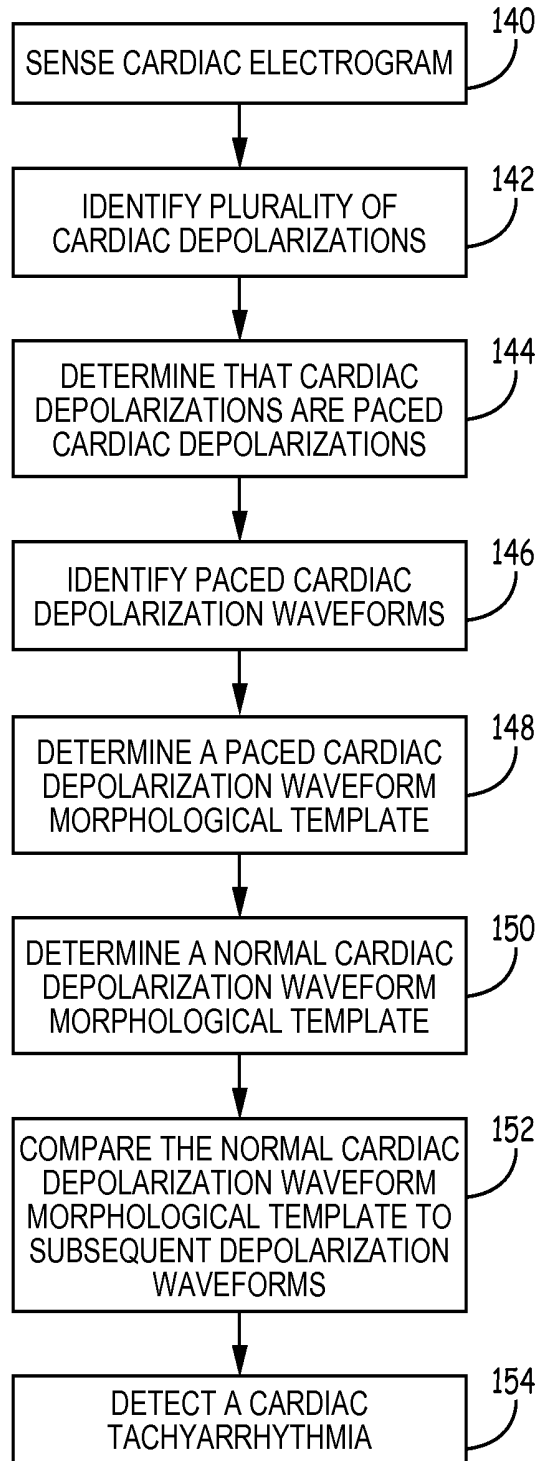 140
SENSE CARDIAC ELECTROGRAM
142
IDENTIFY PLURALITY OF
CARDIAC DEPOLARIZATIONS
144
DETERMINE THAT CARDIAC
DEPOLARIZATIONS ARE PACED
CARDIAC DEPOLARIZATIONS
146
IDENTIFY PACED CARDIAC
DEPOLARIZATION WAVEFORMS
148
DETERMINE A PACED CARDIAC
DEPOLARIZATION WAVEFORM
MORPHOLOGICAL TEMPLATE
150
DETERMINE A NORMAL CARDIAC
DEPOLARIZATION WAVEFORM
MORPHOLOGICAL TEMPLATE
152
COMPARE THE NORMAL CARDIAC
DEPOLARIZATION WAVEFORM
MORPHOLOGICAL TEMPLATE TO
SUBSEQUENT DEPOLARIZATION
WAVEFORMS
154
DETECT A CARDIAC
TACHYARRHYTHMIA